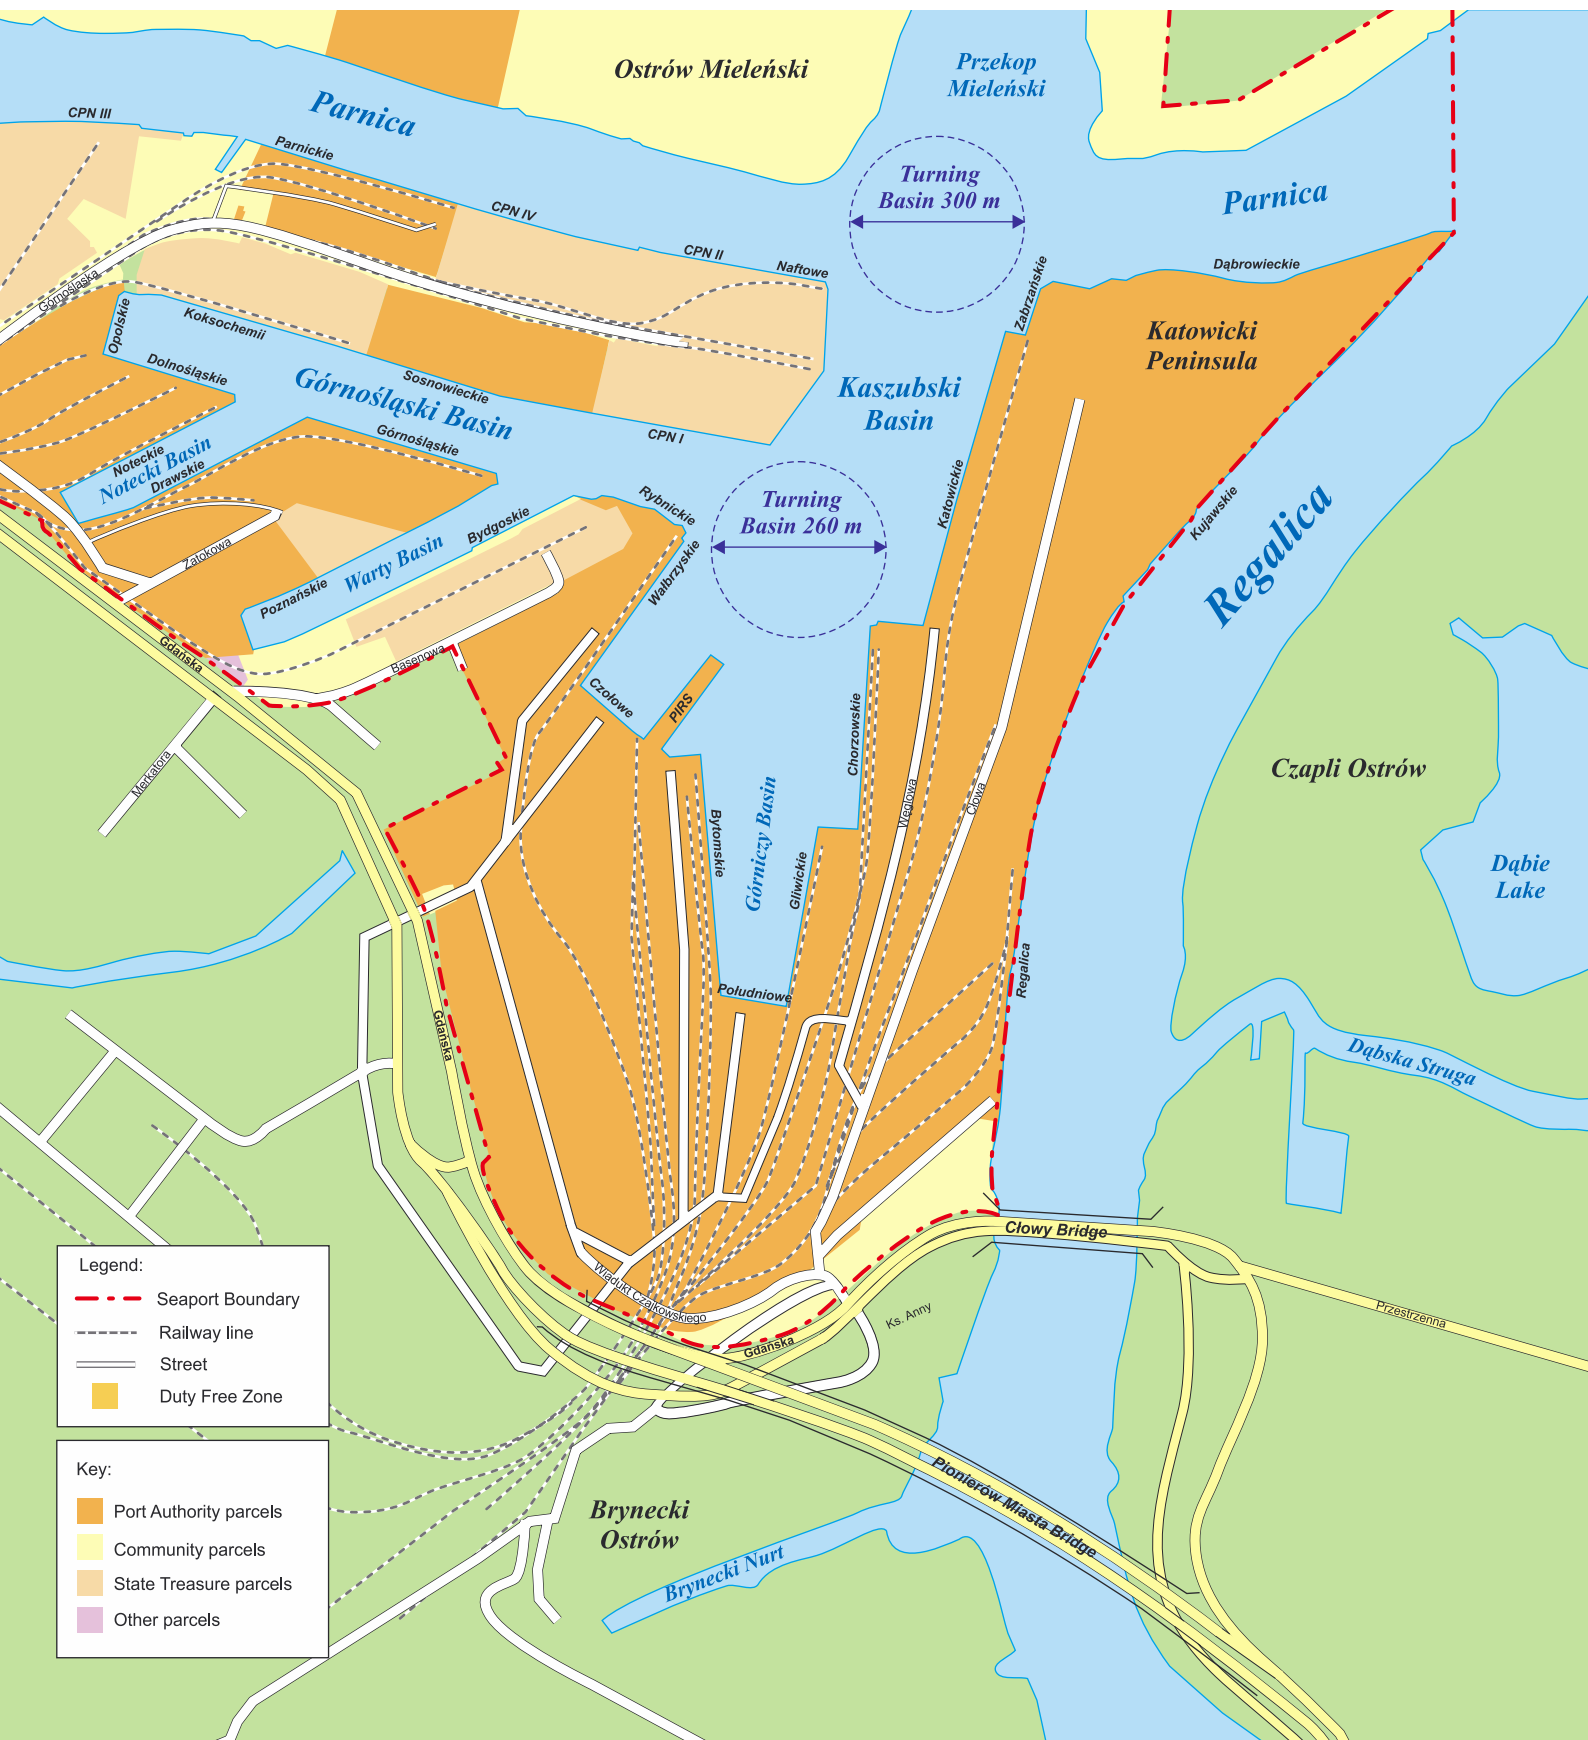 Ostrów Mieleński
Przekop
Mieleński
Parnica
CPN III
Parnickie
Turning
Basin 300 m
Parnica
CPN IV
CPN II
Naftowe
Dąbrowieckie
Zabrzańskie
Górnośląska
Opolskie
Koksochemii
Katowicki
Peninsula
Dolnośląskie
Sosnowieckie
Górnośląski Basin
Kaszubski
Basin
CPN I
Górnośląskie
Noteckie
Notecki Basin
Drawskie
Katowickie
Rybnickie
Turning
Basin 260 m
Kujawskie
Regalica
Bydgoskie
Warty Basin
Zatokowa
Poznańskie
Wałbrzyskie
Gdańska
Basenowa
Czołowe
PIRS
Chorzowskie
Merkatora
Czapli Ostrów
Węglowa
Cłowa
Bytomskie
Górniczy Basin
Gliwickie
Dąbie
Lake
Regalica
Południowe
Gdańska
Dąbska Struga
Cłowy Bridge
Wiadukt Czajkowskiego
Ks. Anny
Przestrzenna
Gdańska
Legend:
Seaport Boundary
Railway line
Street
Duty Free Zone
Key:
Port Authority parcels
Community parcels
State Treasure parcels
Other parcels
Pionierów Miasta Bridge
Brynecki
Ostrów
Brynecki Nurt